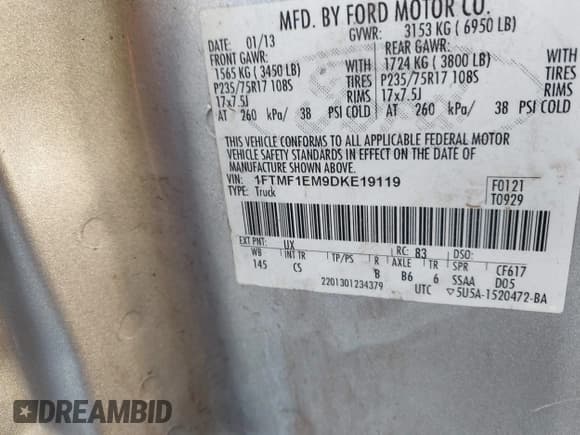 MFD. BY FORD MOTOR CO.
DATE: 01/13
GVWR: 3153 KG ( 6950 LB)
FRONT GAWR:
1565 KG ( 3450 LB)
WITH
P235/75R17 108S
TIRES
17x7.5J
RIMS
AT 260 kPa/ 38 PSI COLD
REAR GAWR:
1724 KG ( 3800 LB)
WITH
P235/75R17 108S
TIRES
17x7.5J
RIMS
AT 260 kPa/ 38 PSI COLD
THIS VEHICLE CONFORMS TO ALL APPLICABLE FEDERAL MOTOR
VEHICLE SAFETY STANDARDS IN EFFECT ON THE DATE OF
MANUFACTURE SHOWN ABOVE.
VIN: 1FTMF1EM9DKE19119
TYPE: Truck
F0121
T0929
EXT PNT: UX
RC: 83
DSO:
WB
INT TR
TP/PS
R
AXLE
TR
SPR
CF617
145
CS
B
B6
6
SSAA
D05
2201301234379
UTC
▽5U5A-1520472-BA
DREAMBID